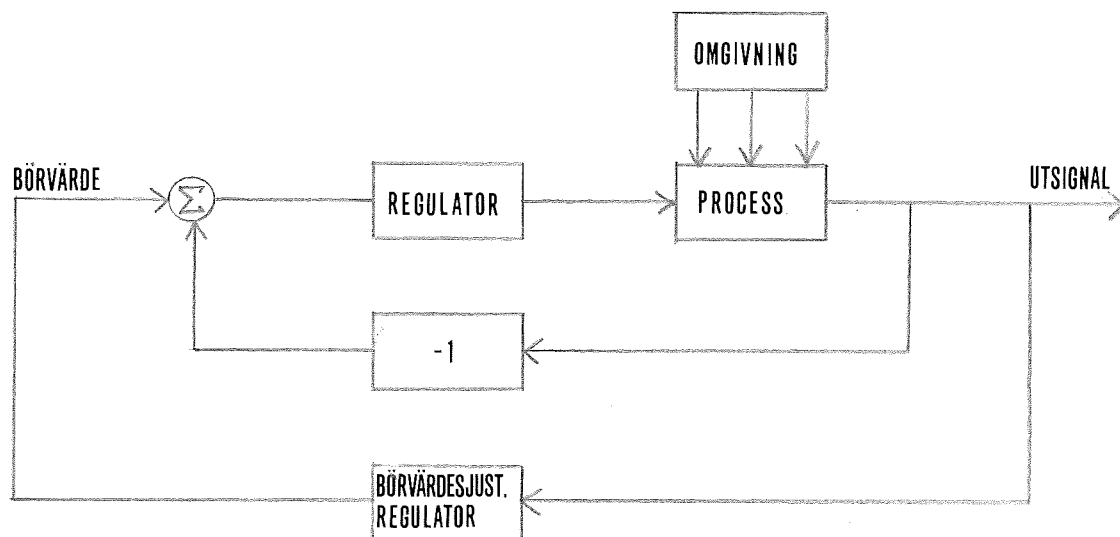 OMGIVNING
BÖRVÄRDE
Σ
REGULATOR
PROCESS
UTSIGNAL
-1
BÖRVÄRDESJUST.
REGULATOR